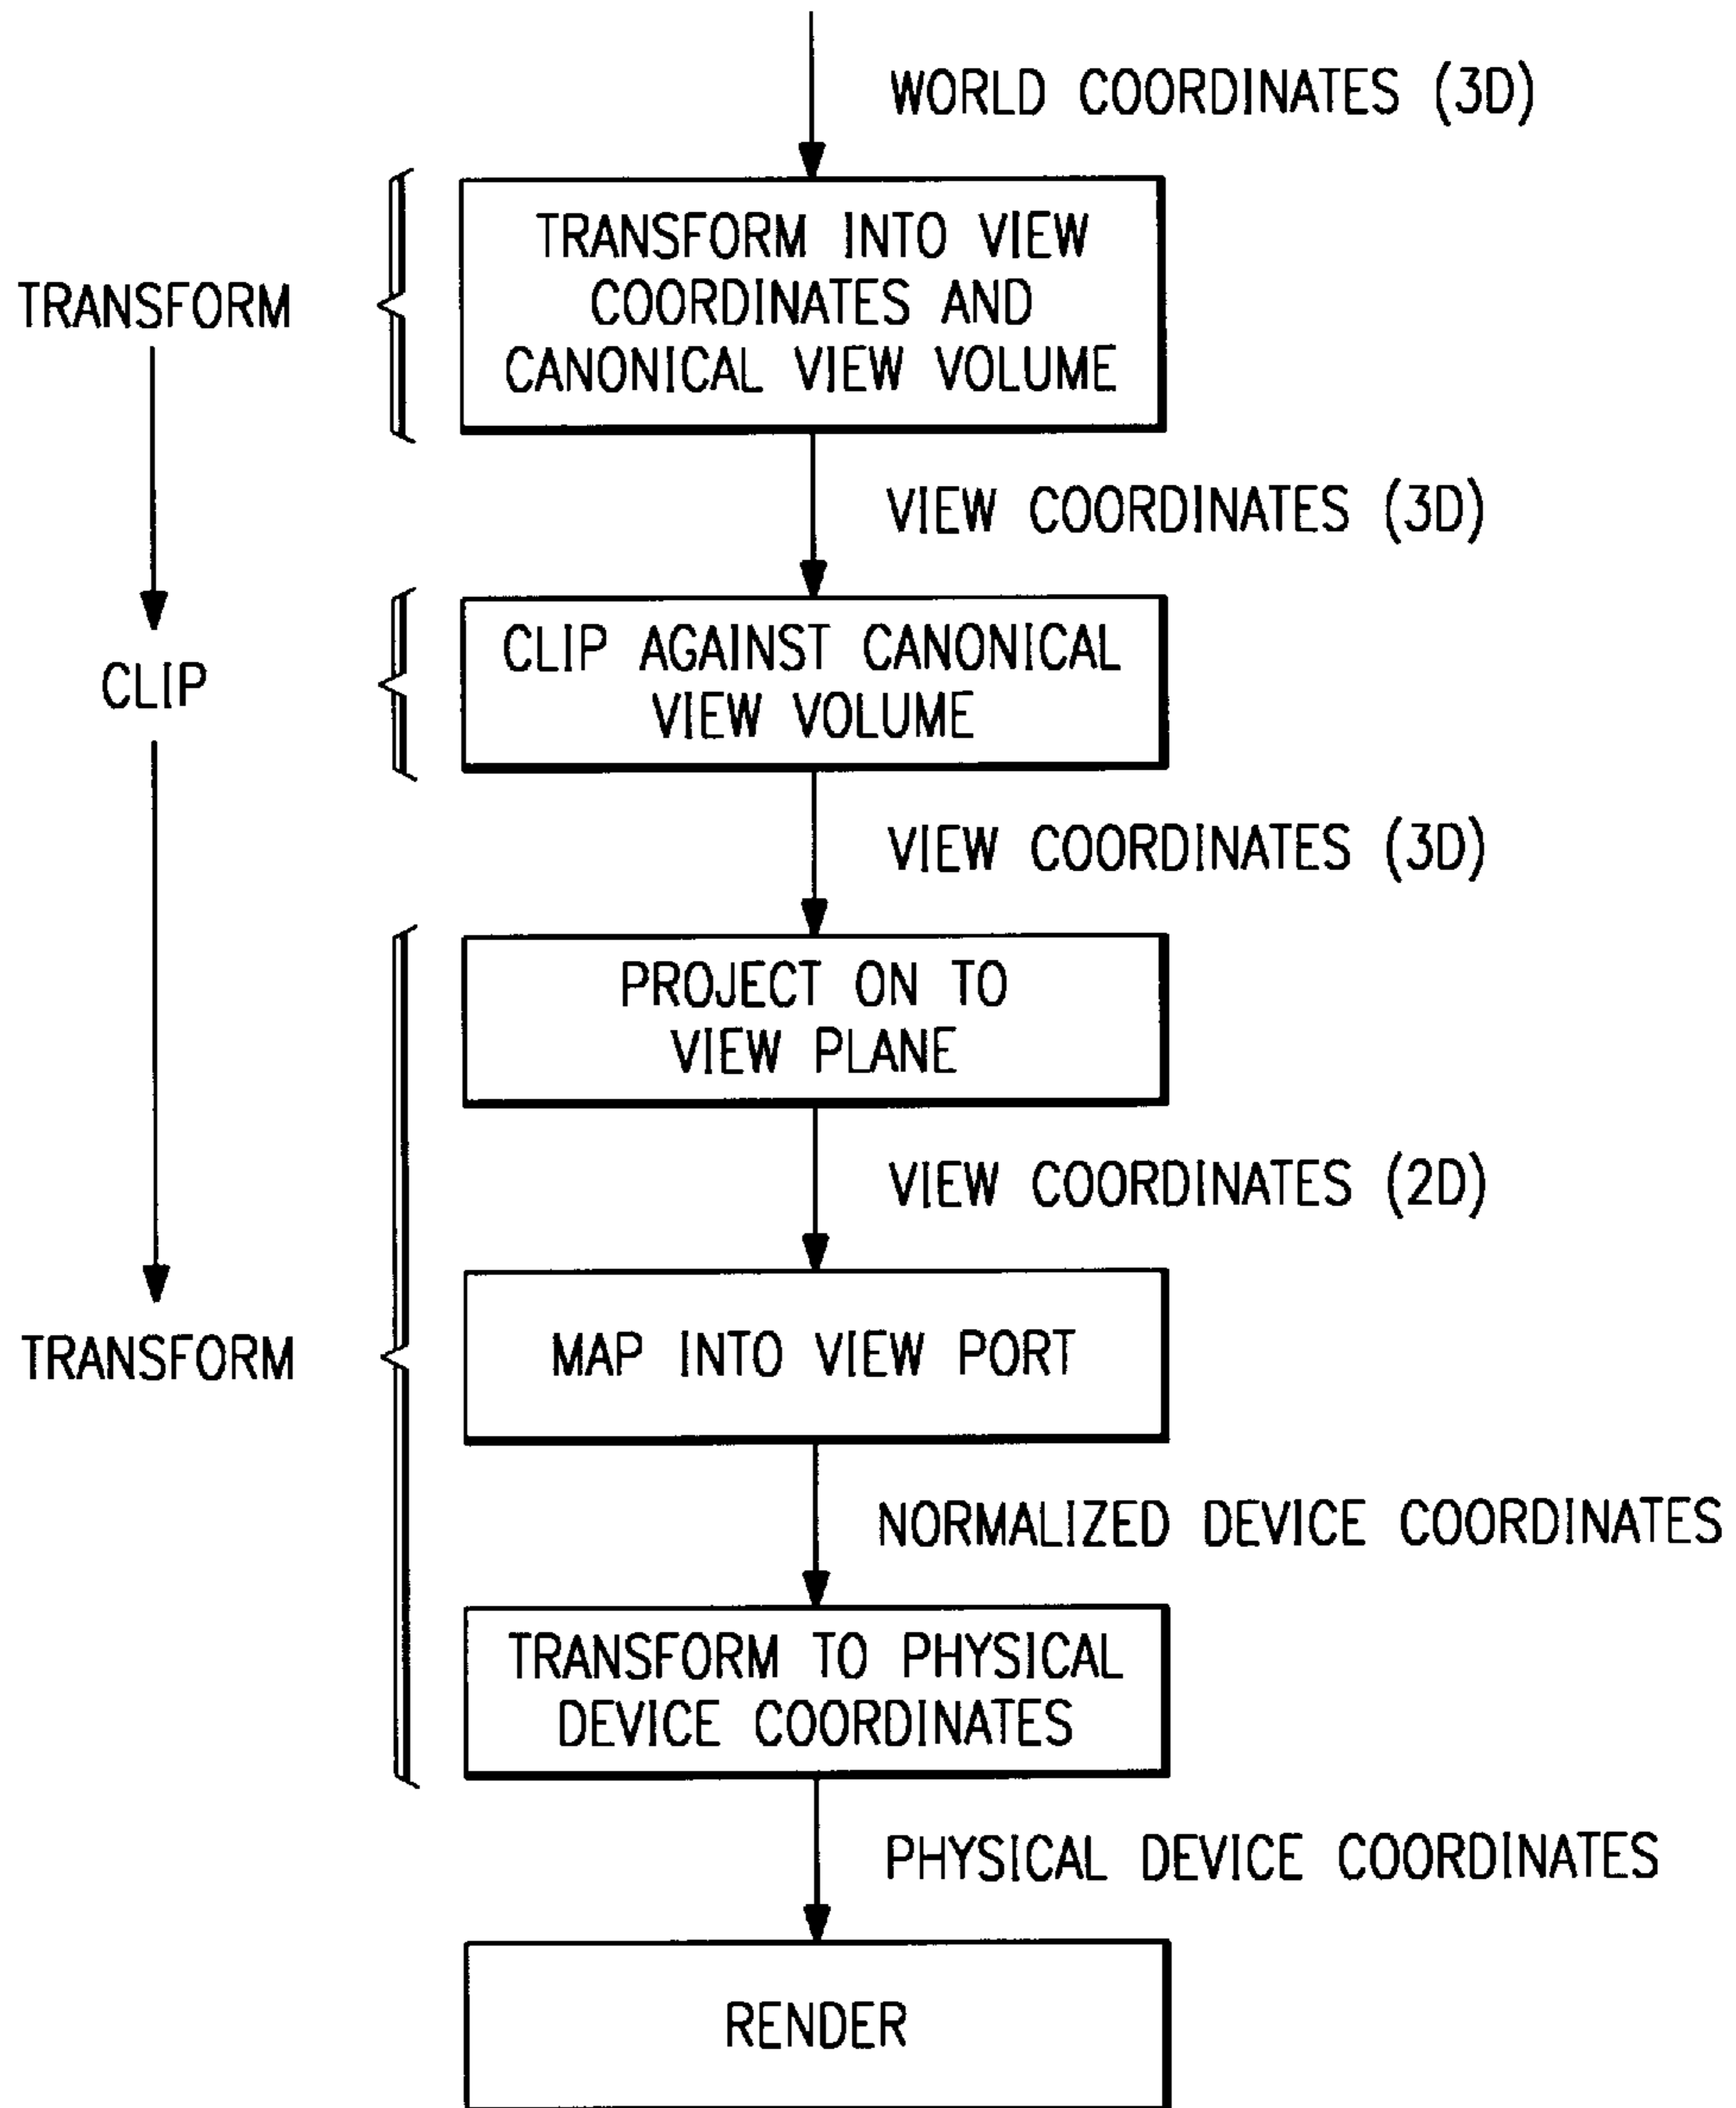 WORLD COORDINATES (3D)
TRANSFORM
TRANSFORM INTO VIEW
COORDINATES AND
CANONICAL VIEW VOLUME
VIEW COORDINATES (3D)
CLIP
CLIP AGAINST CANONICAL
VIEW VOLUME
VIEW COORDINATES (3D)
PROJECT ON TO
VIEW PLANE
VIEW COORDINATES (2D)
TRANSFORM
MAP INTO VIEW PORT
NORMALIZED DEVICE COORDINATES
TRANSFORM TO PHYSICAL
DEVICE COORDINATES
PHYSICAL DEVICE COORDINATES
RENDER